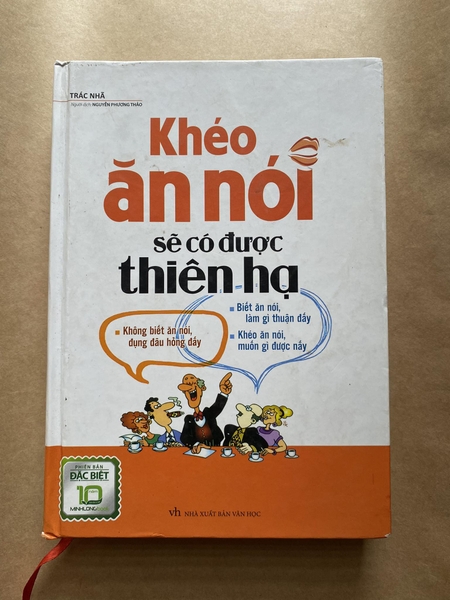 TRÁC NHÃ
Người dịch: NGUYỄN PHƯƠNG THẢO
Khéo
ăn nói
sẽ có được
thiên hạ
Biết ăn nói,
làm gì thuận đấy
Khéo ăn nói,
muốn gì được nấy
Không biết ăn nói,
đụng đâu hỏng đấy
PHIÊN BẢN
ĐẶC BIỆT
10
MINHLONG
vh NHÀ XUẤT BẢN VĂN HỌC